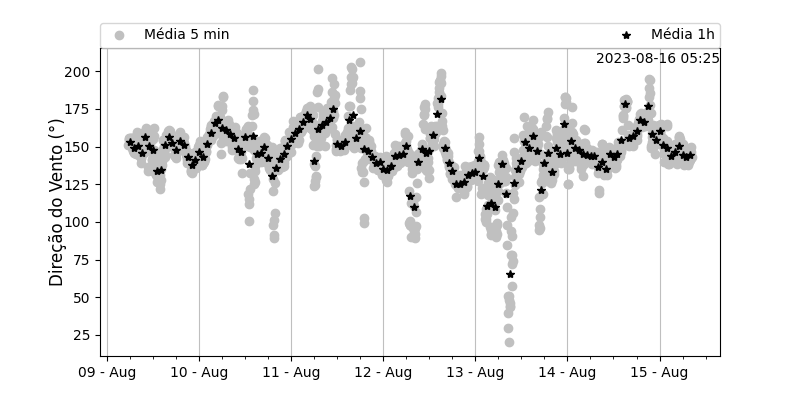 Média 5 min
Média 1h
2023-08-16 05:25
Direção do Vento (°)
200
175
150
125
100
75
50
25
09 - Aug
10 - Aug
11 - Aug
12 - Aug
13 - Aug
14 - Aug
15 - Aug